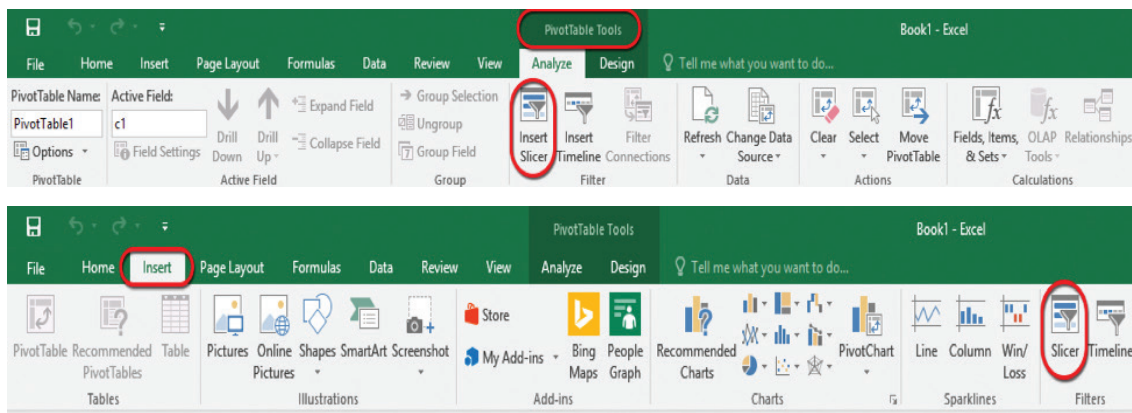 PivotTable Tools
Book1 - Excel
File Home Insert Page Layout Formulas Data Review View Analyze Design Tell me what you want to do...
PivotTable Name: Active Field:
PivotTable1 c1
Options Field Settings
Drill Down
Drill Up
Expand Field
Collapse Field
Group Selection
Ungroup
Group Field
Insert Slicer
Insert Timeline
Filter Connections
Refresh
Change Data Source
Clear
Select
Move PivotTable
Fields, Items, & Sets
OLAP Tools
Relationships
PivotTable Active Field Group Filter Data Actions Calculations
PivotTable Tools
Book1 - Excel
File Home Insert Page Layout Formulas Data Review View Analyze Design Tell me what you want to do...
PivotTable
Recommended PivotTables
Table
Pictures
Online Pictures
Shapes
SmartArt
Screenshot
Store
My Add-ins
Bing Maps
People Graph
Recommended Charts
PivotChart
Line
Column
Win/ Loss
Slicer
Timeline
Tables Illustrations Add-ins Charts Sparklines Filters